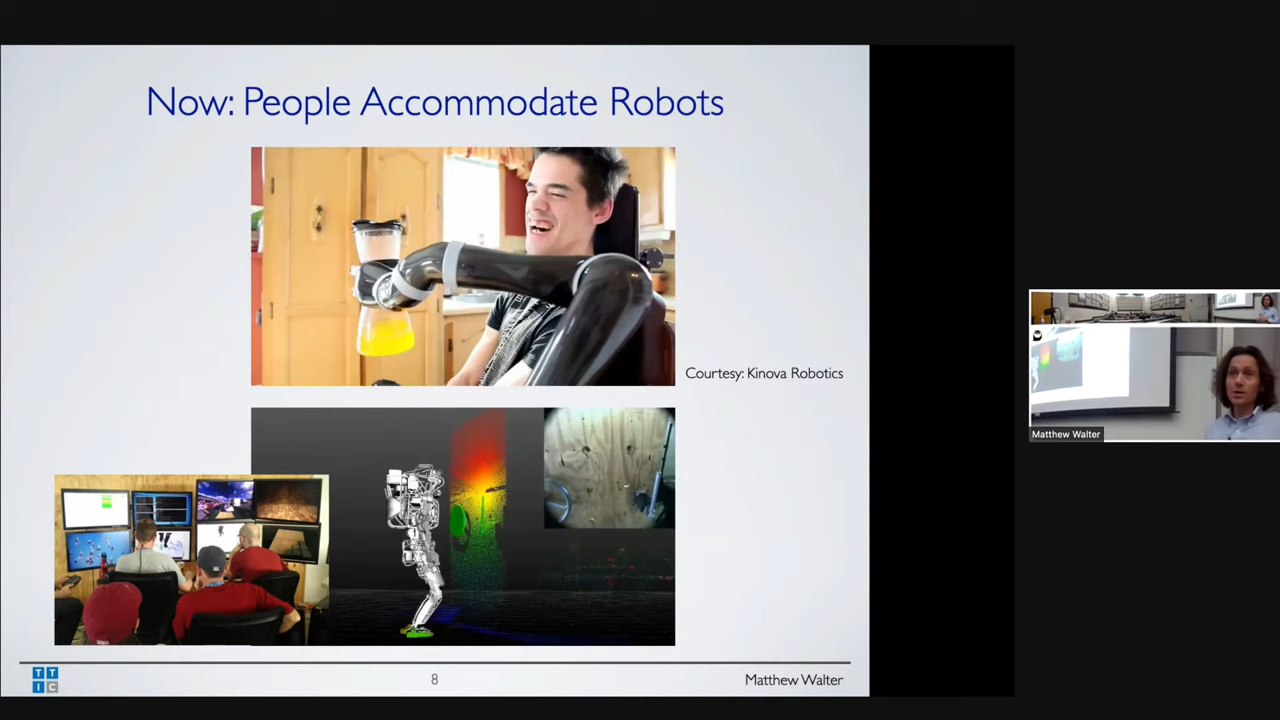 Now: People Accommodate Robots
Courtesy: Kinova Robotics
Matthew Walter
T T
I C
8
Matthew Walter